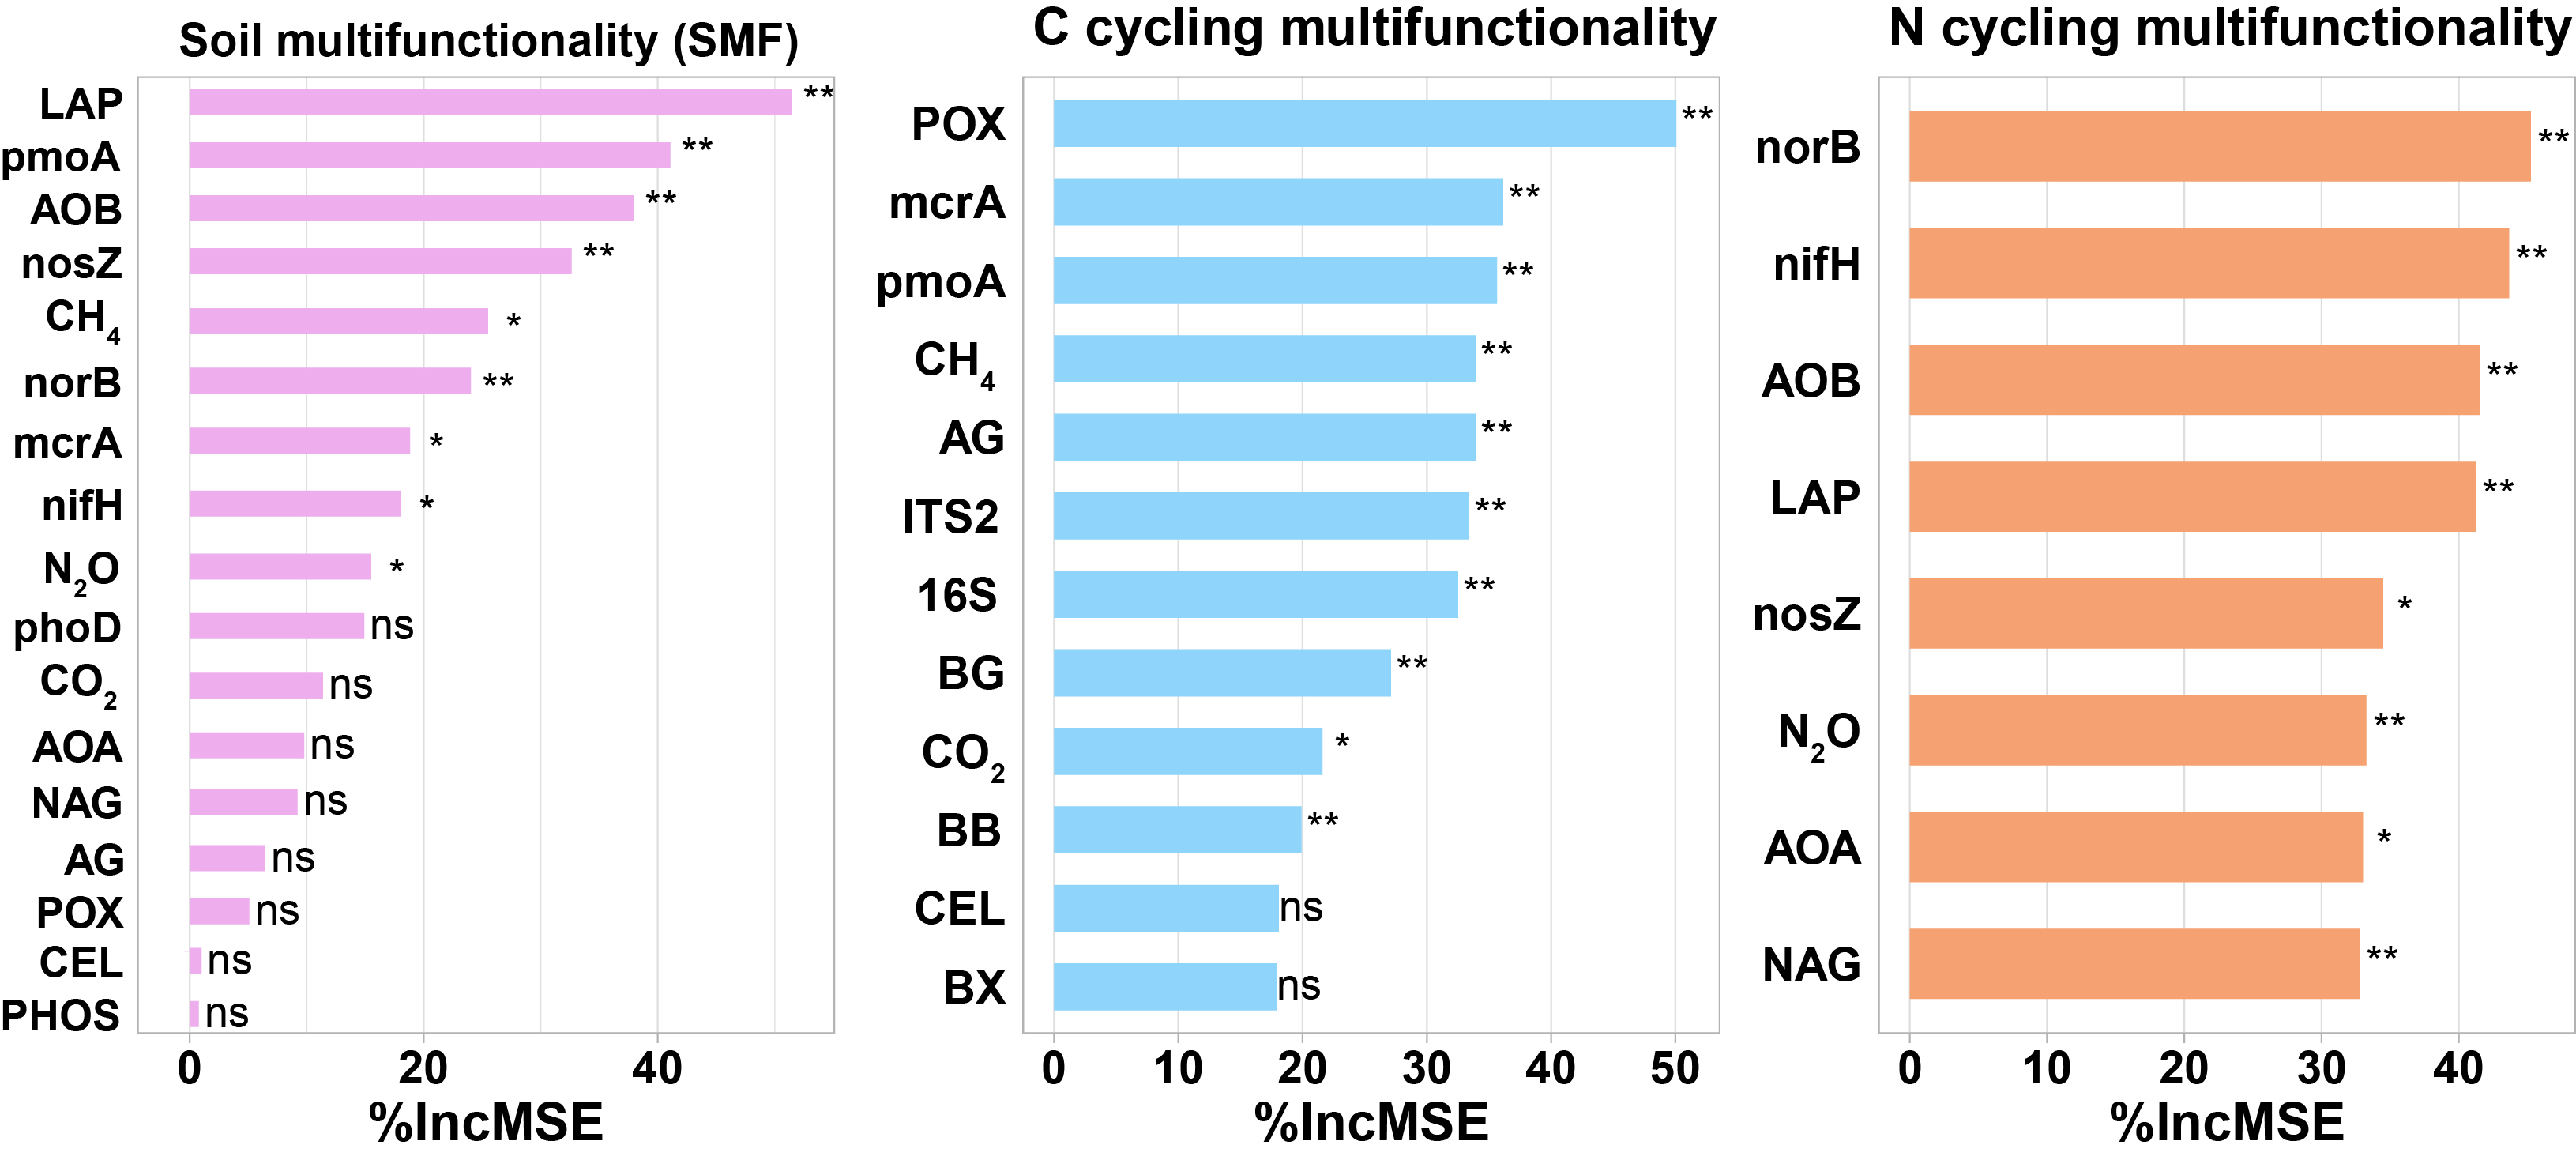 Soil multifunctionality (SMF)
LAP **
pmoA **
AOB **
nosZ **
CH4 *
norB **
mcrA *
nifH *
N2O *
phoD ns
CO2 ns
AOA ns
NAG ns
AG ns
POX ns
CEL ns
PHOS ns
0 20 40
%IncMSE
C cycling multifunctionality
POX **
mcrA **
pmoA **
CH4 **
AG **
ITS2 **
16S **
BG **
CO2 *
BB **
CEL ns
BX ns
0 10 20 30 40 50
%IncMSE
N cycling multifunctionality
norB **
nifH **
AOB **
LAP **
nosZ *
N2O **
AOA *
NAG **
0 10 20 30 40
%IncMSE